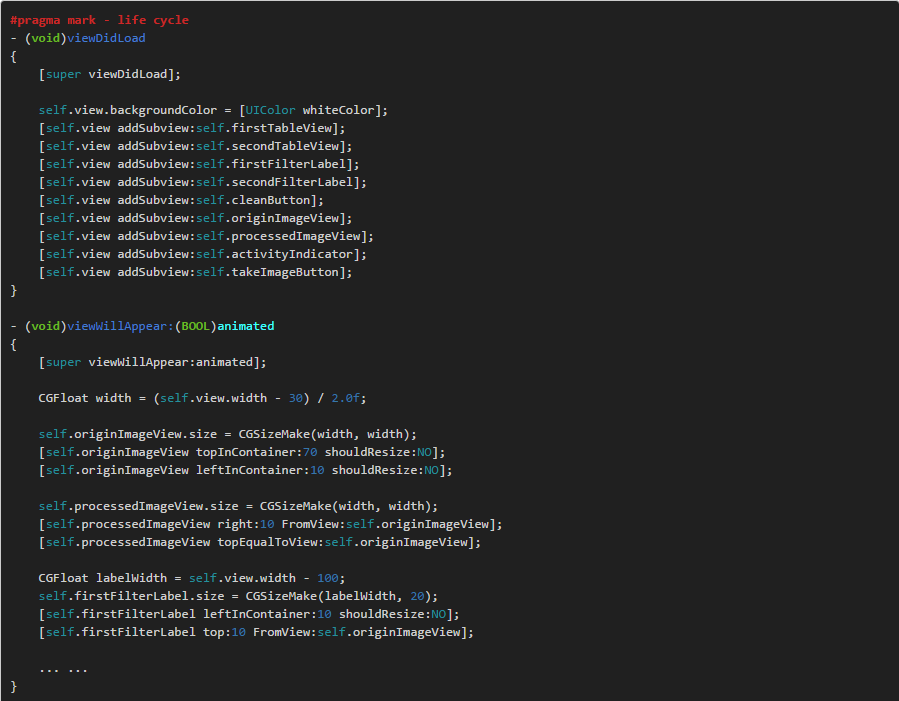 #pragma mark - life cycle
- (void)viewDidLoad
{
    [super viewDidLoad];

    self.view.backgroundColor = [UIColor whiteColor];
    [self.view addSubview:self.firstTableView];
    [self.view addSubview:self.secondTableView];
    [self.view addSubview:self.firstFilterLabel];
    [self.view addSubview:self.secondFilterLabel];
    [self.view addSubview:self.cleanButton];
    [self.view addSubview:self.originImageView];
    [self.view addSubview:self.processedImageView];
    [self.view addSubview:self.activityIndicator];
    [self.view addSubview:self.takeImageButton];
}

- (void)viewWillAppear:(BOOL)animated
{
    [super viewWillAppear:animated];

    CGFloat width = (self.view.width - 30) / 2.0f;

    self.originImageView.size = CGSizeMake(width, width);
    [self.originImageView topInContainer:70 shouldResize:NO];
    [self.originImageView leftInContainer:10 shouldResize:NO];

    self.processedImageView.size = CGSizeMake(width, width);
    [self.processedImageView right:10 FromView:self.originImageView];
    [self.processedImageView topEqualToView:self.originImageView];

    CGFloat labelWidth = self.view.width - 100;
    self.firstFilterLabel.size = CGSizeMake(labelWidth, 20);
    [self.firstFilterLabel leftInContainer:10 shouldResize:NO];
    [self.firstFilterLabel top:10 FromView:self.originImageView];

    ... ...
}